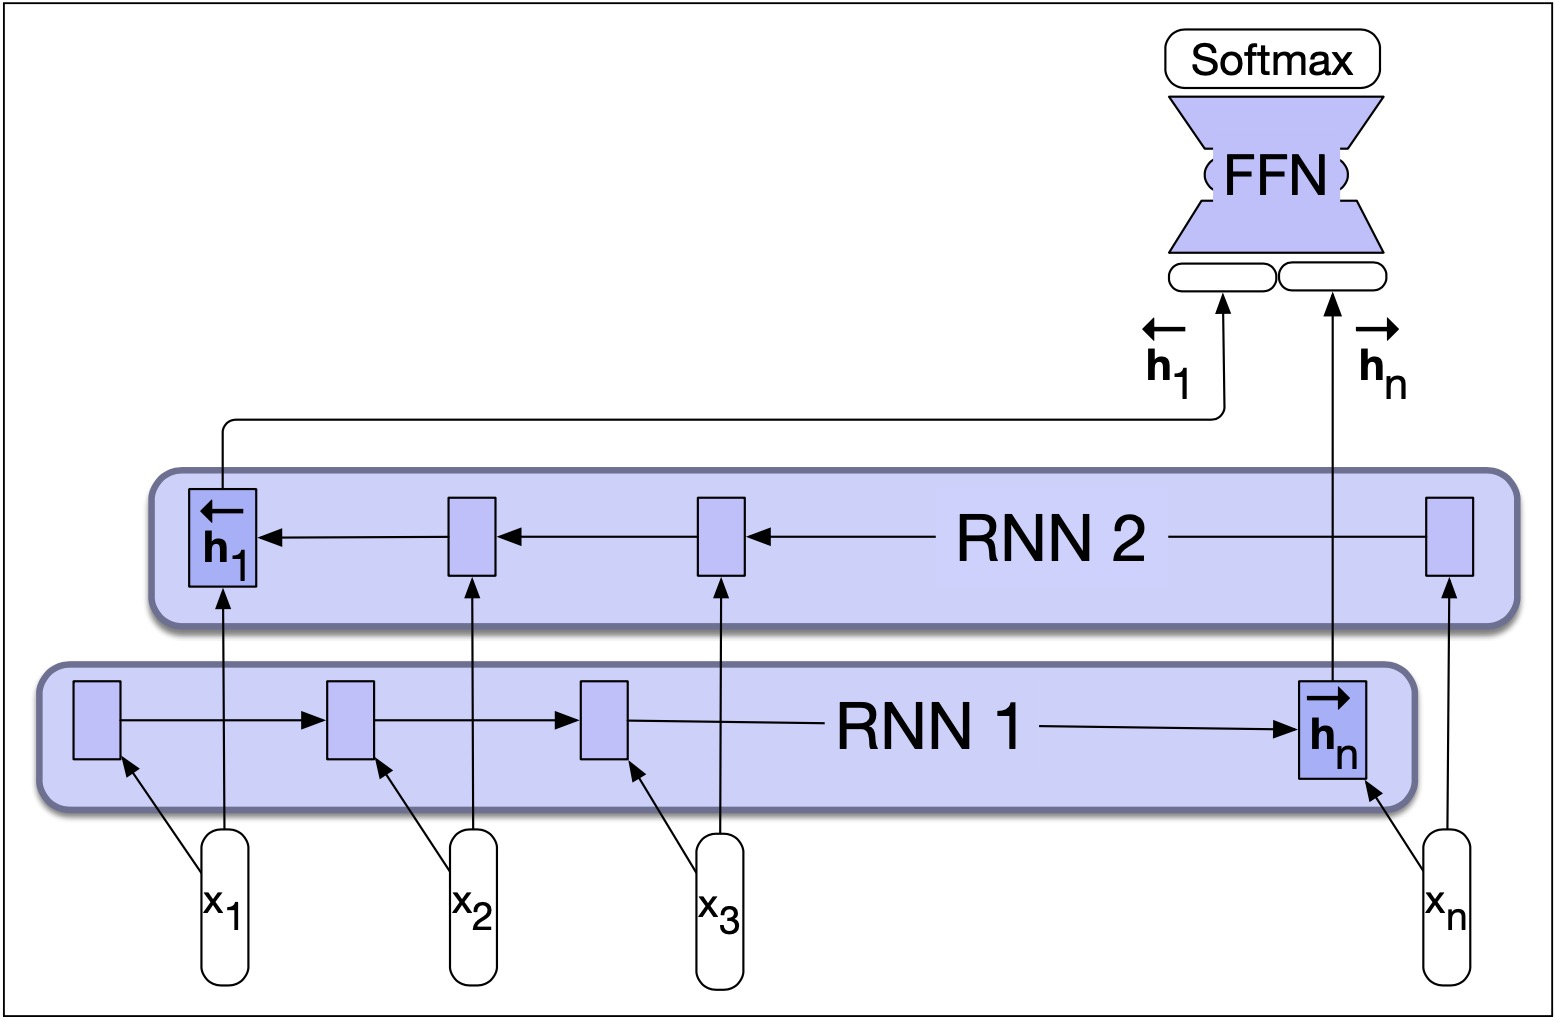 Softmax
FFN
h1 hn
h1 RNN 2
RNN 1 hn
x1 x2 x3 xn